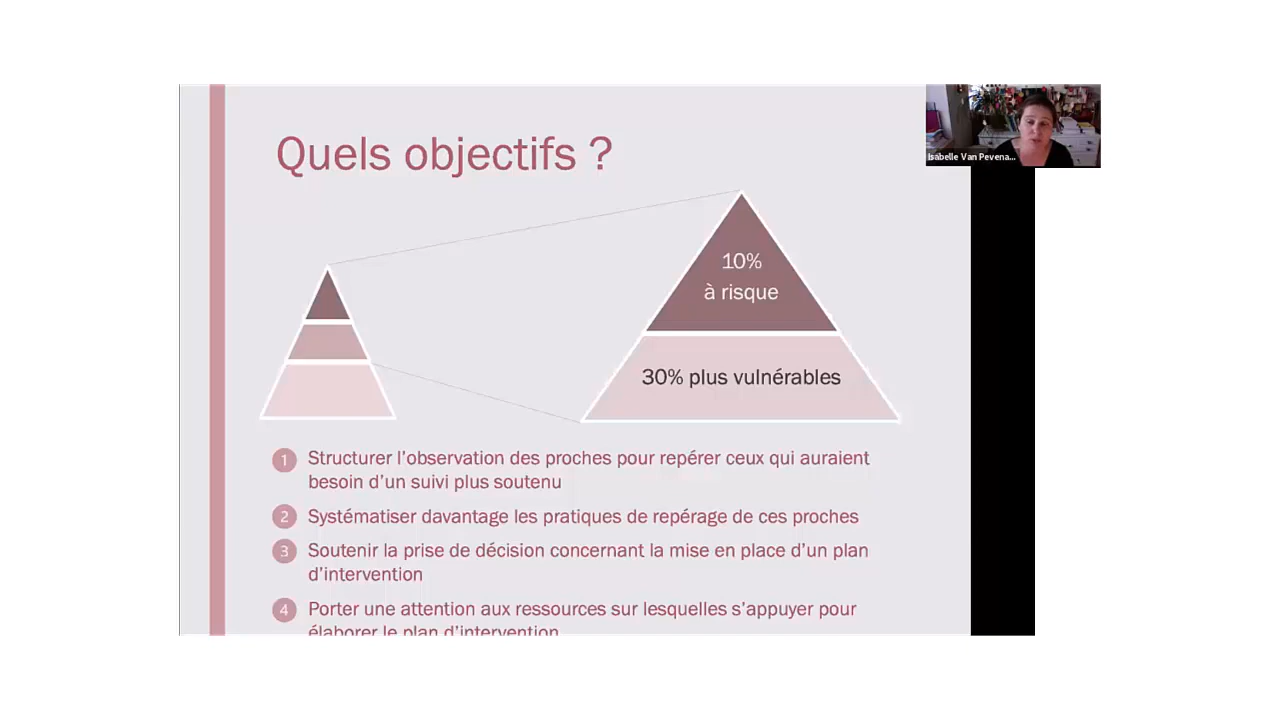 Quels objectifs ?
Isabelle Van Pevena...
10%
à risque
30% plus vulnérables
1 Structurer l'observation des proches pour repérer ceux qui auraient
besoin d'un suivi plus soutenu
2 Systématiser davantage les pratiques de repérage de ces proches
3 Soutenir la prise de décision concernant la mise en place d'un plan
d'intervention
4 Porter une attention aux ressources sur lesquelles s'appuyer pour
élaborer le plan d'intervention